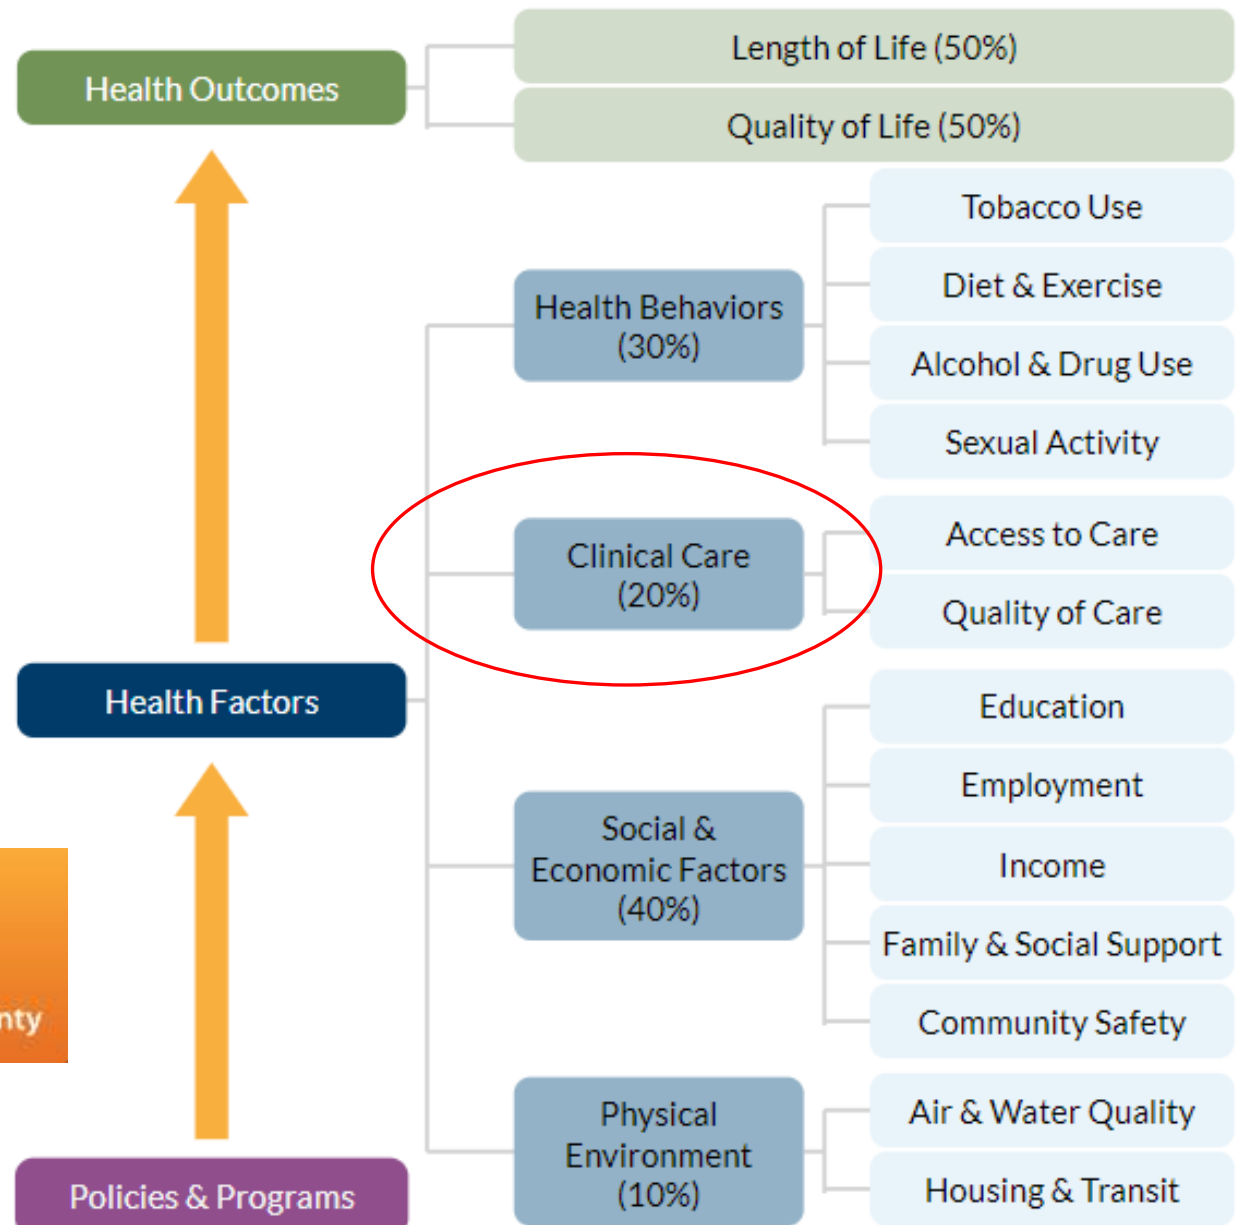 Health Outcomes
Length of Life (50%)
Quality of Life (50%)
Health Factors
Health Behaviors
(30%)
Tobacco Use
Diet & Exercise
Alcohol & Drug Use
Sexual Activity
Clinical Care
(20%)
Access to Care
Quality of Care
Social &
Economic Factors
(40%)
Education
Employment
Income
Family & Social Support
Community Safety
Physical
Environment
(10%)
Air & Water Quality
Housing & Transit
Policies & Programs
nty